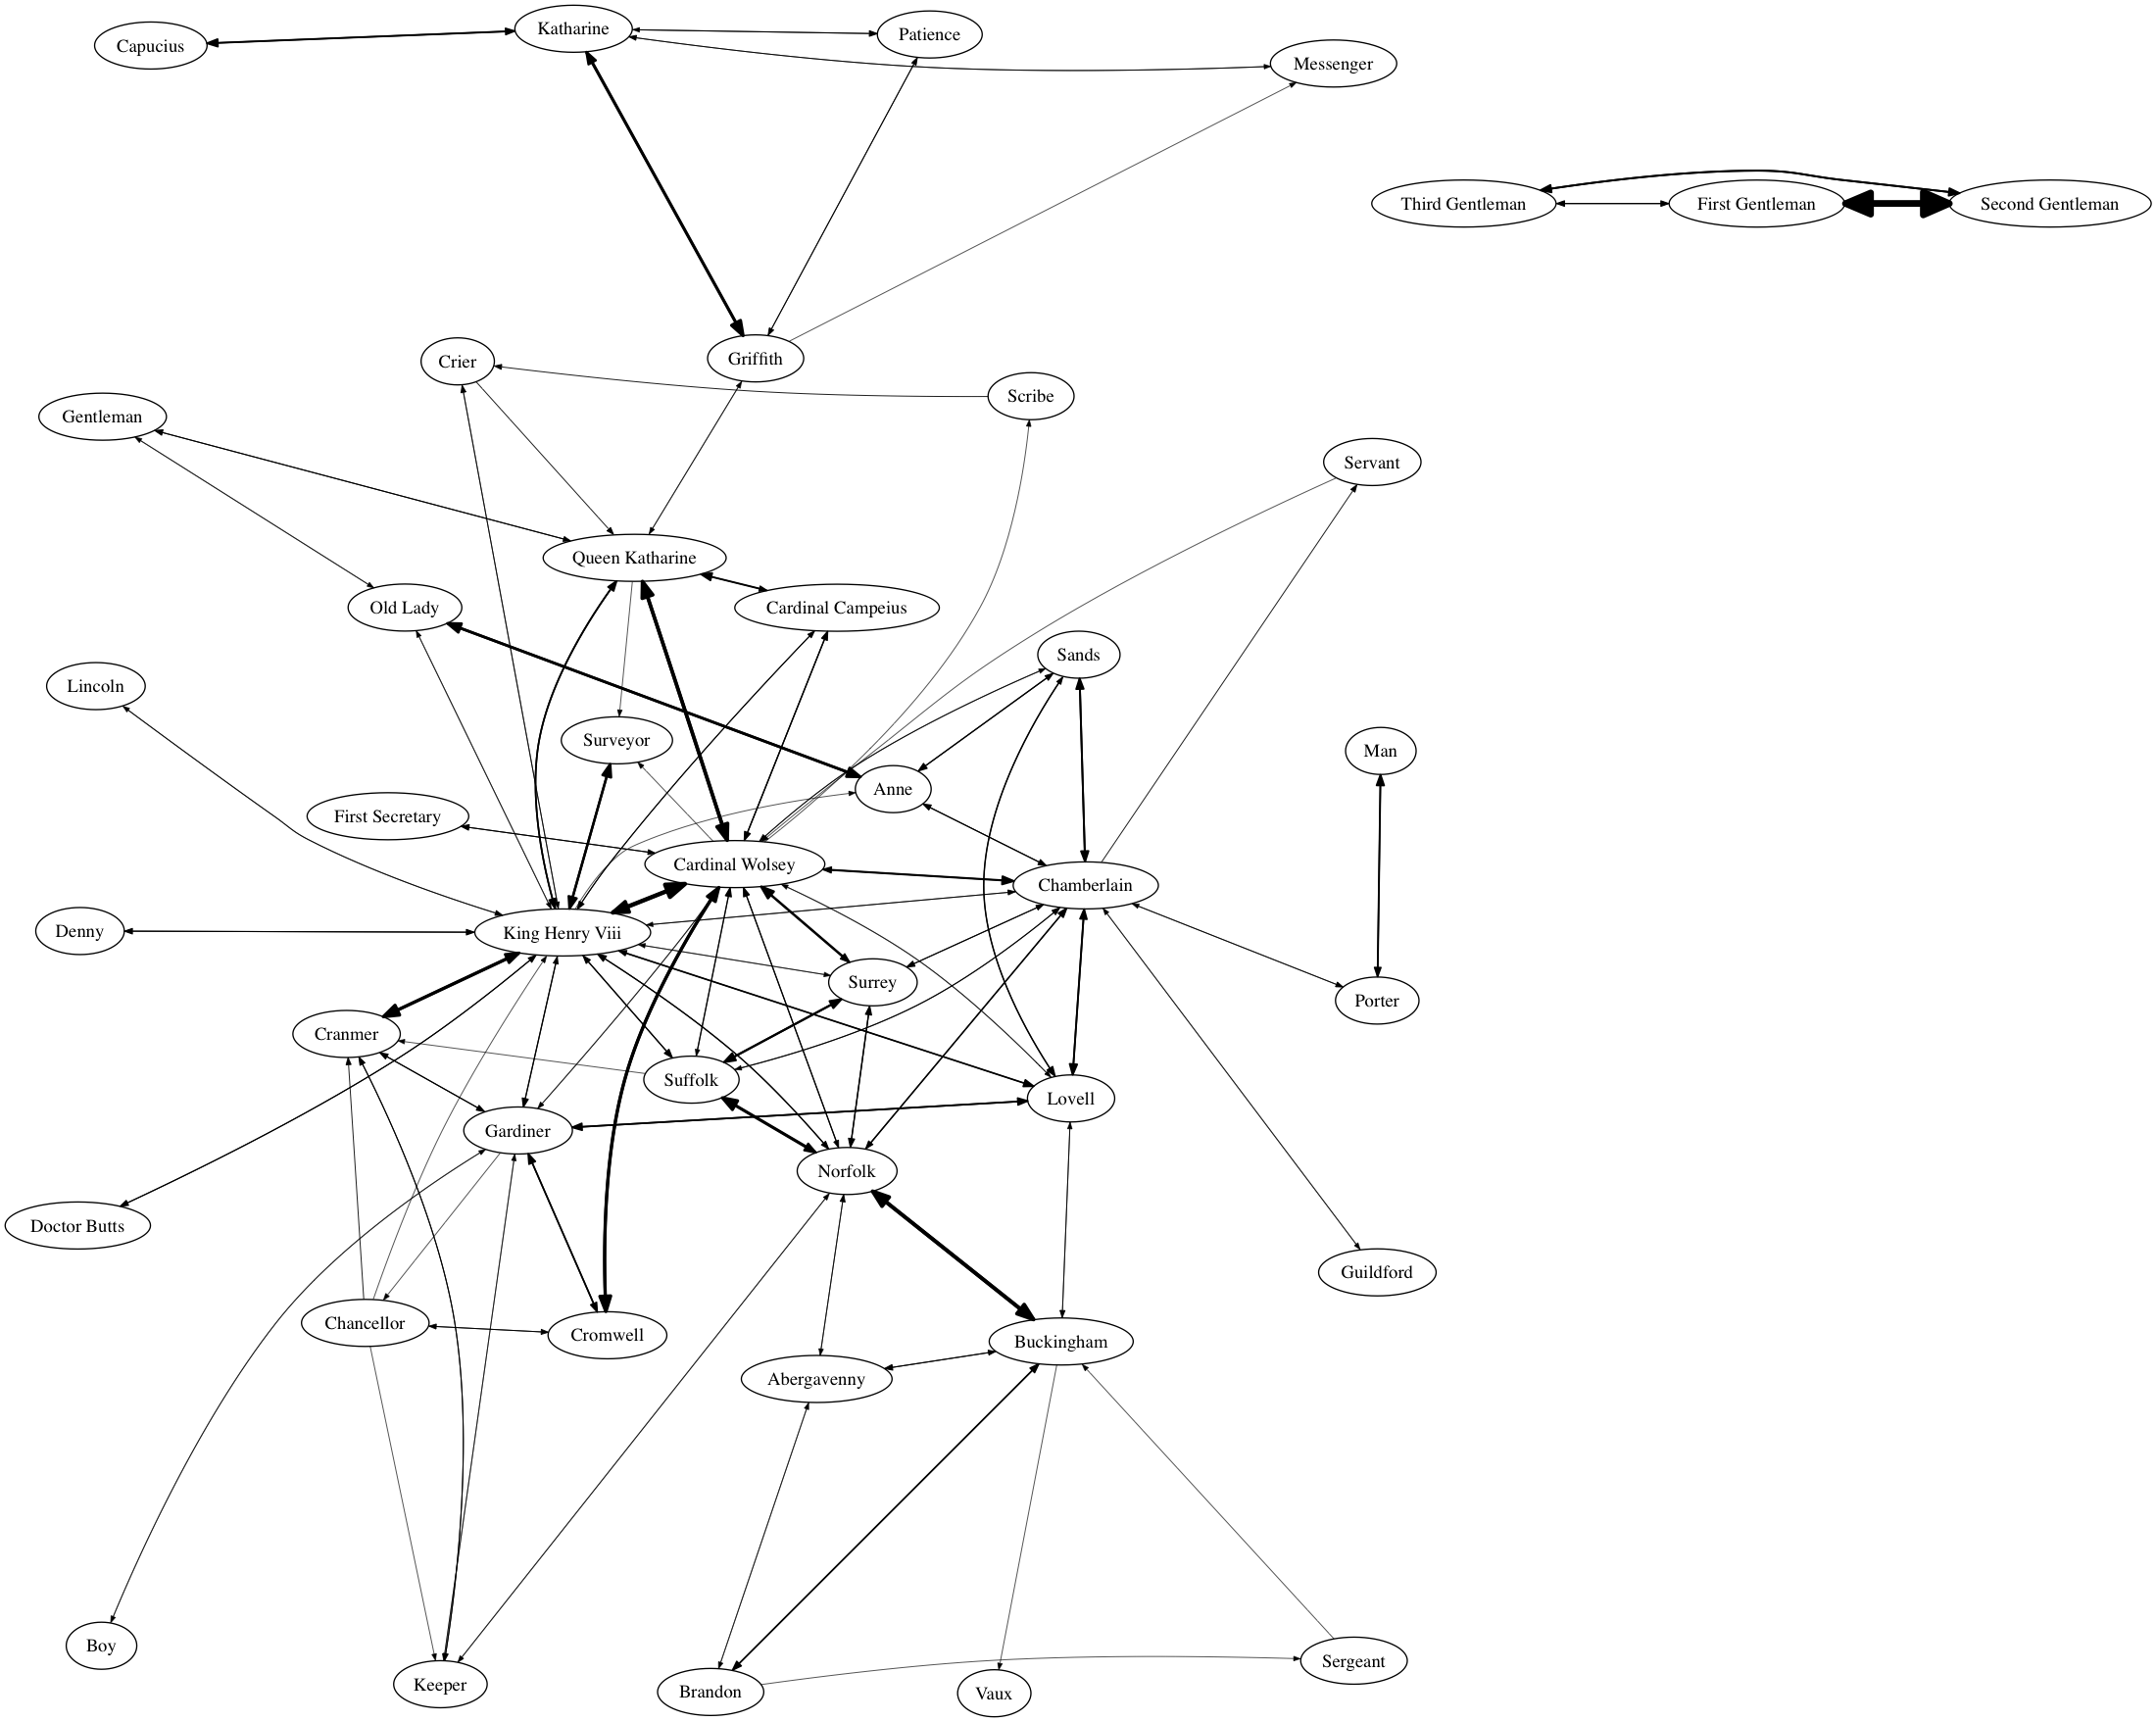 Katharine
Patience
Capucius
Messenger
Third Gentleman
First Gentleman
Second Gentleman
Griffith
Crier
Scribe
Gentleman
Servant
Queen Katharine
Old Lady
Cardinal Campeius
Sands
Lincoln
Surveyor
Man
Anne
First Secretary
Cardinal Wolsey
Chamberlain
Denny
King Henry Viii
Surrey
Porter
Cranmer
Suffolk
Lovell
Gardiner
Norfolk
Doctor Butts
Guildford
Chancellor
Cromwell
Buckingham
Abergavenny
Boy
Sergeant
Keeper
Brandon
Vaux